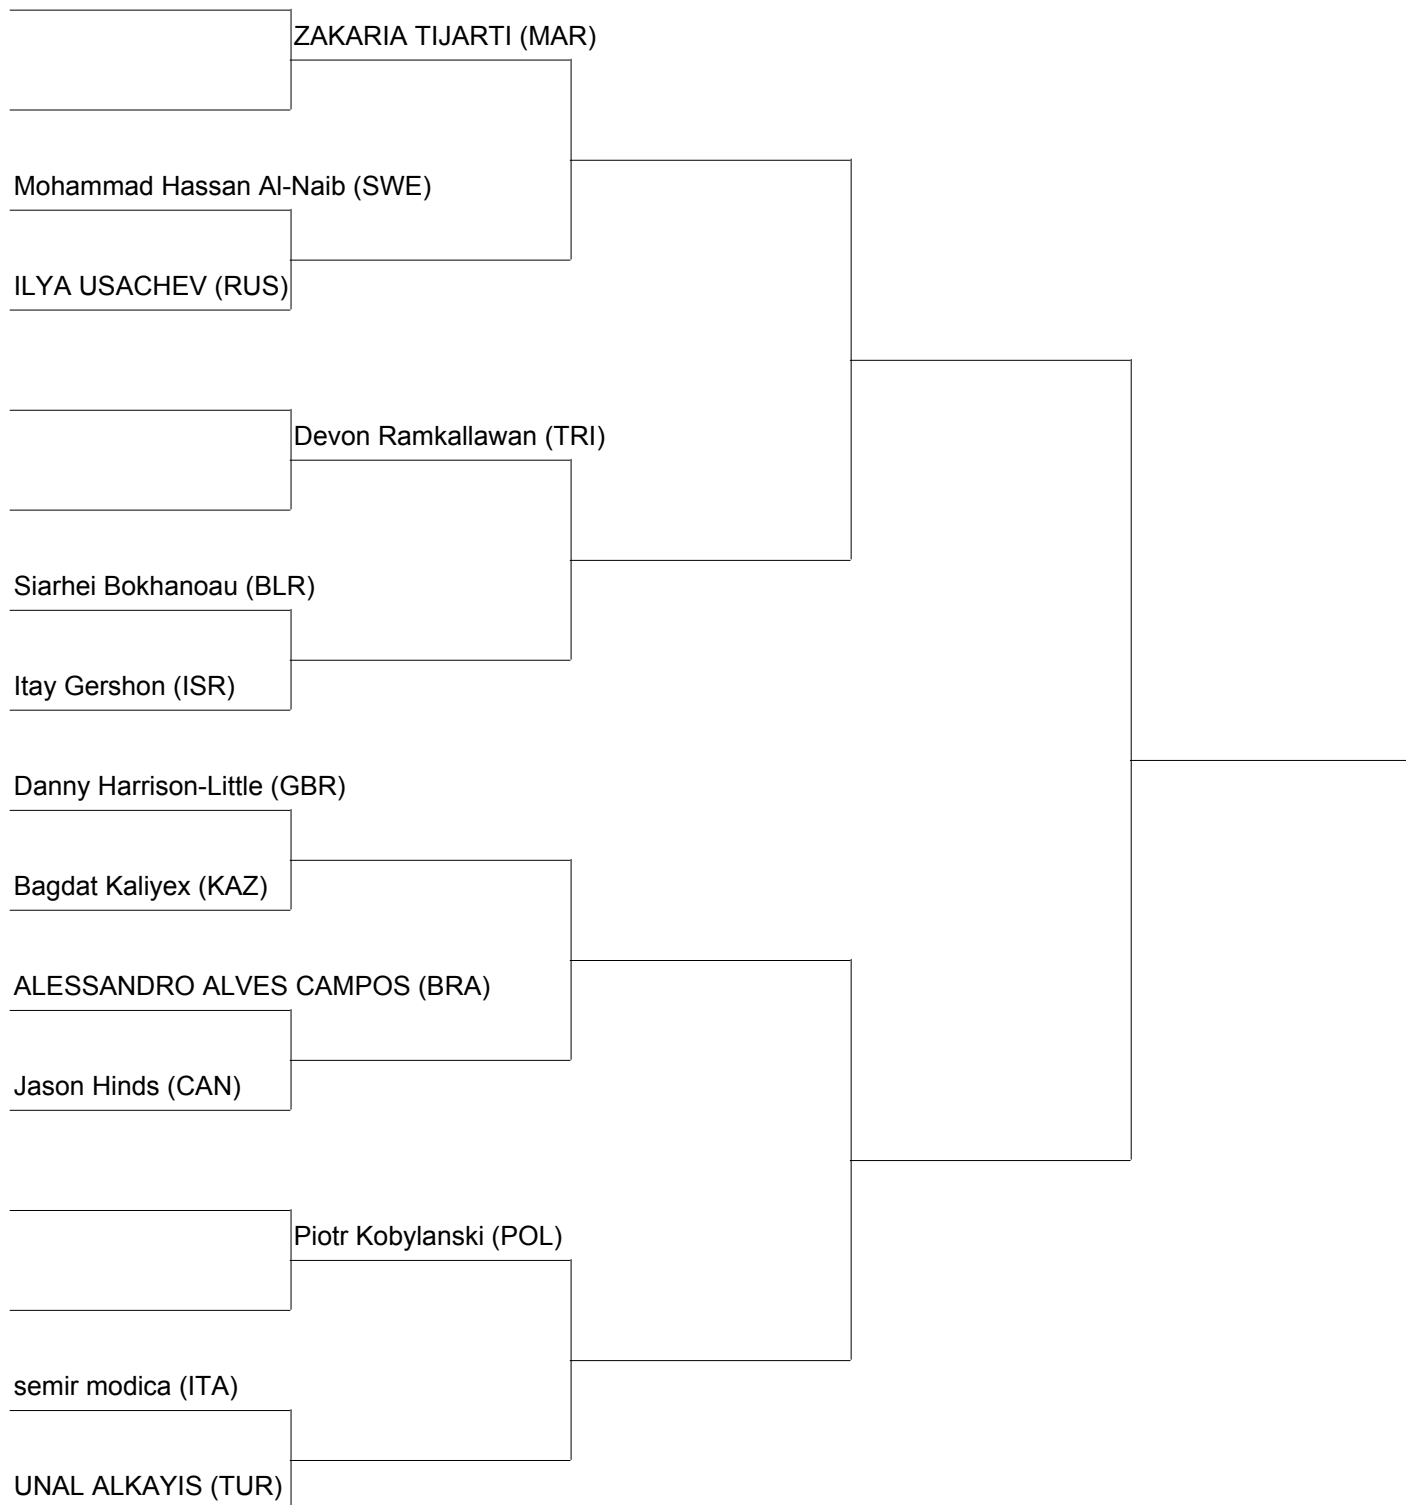 ZAKARIA TIJARTI (MAR)
Mohammad Hassan Al-Naib (SWE)
ILYA USACHEV (RUS)
Devon Ramkallawan (TRI)
Siarhei Bokhanoau (BLR)
Itay Gershon (ISR)
Danny Harrison-Little (GBR)
Bagdat Kaliyex (KAZ)
ALESSANDRO ALVES CAMPOS (BRA)
Jason Hinds (CAN)
Piotr Kobylanski (POL)
semir modica (ITA)
UNAL ALKAYIS (TUR)